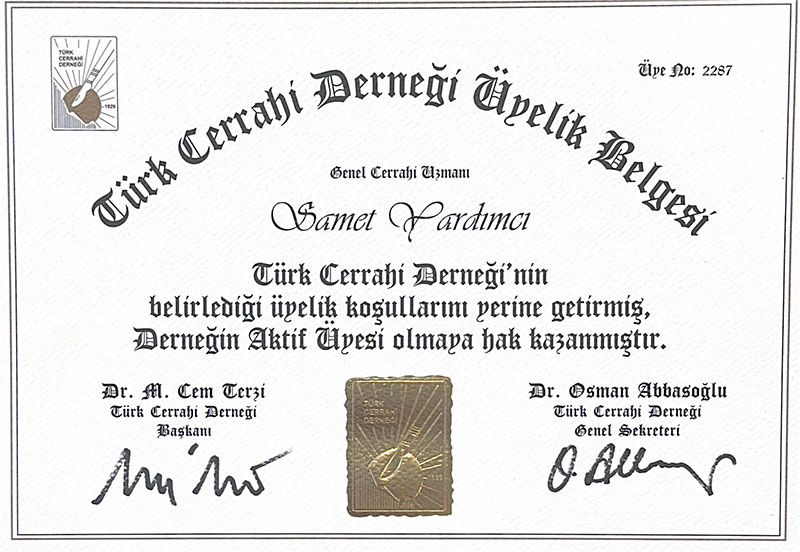 TÜRK
CERRAHİ
DERNEĞİ
1929
Üye No: 2287
Türk Cerrahi Derneği Üyelik Belgesi
Genel Cerrahi Uzmanı
Samet Yardımcı
Türk Cerrahi Derneği'nin
belirlediği üyelik koşullarını yerine getirmiş,
Derneğin Aktif Üyesi olmaya hak kazanmıştır.
Dr. M. Cem Terzi
Türk Cerrahi Derneği
Başkanı
Dr. Osman Abbasoğlu
Türk Cerrahi Derneği
Genel Sekreteri
TÜRK
CERRAHİ
DERNEĞİ
1929